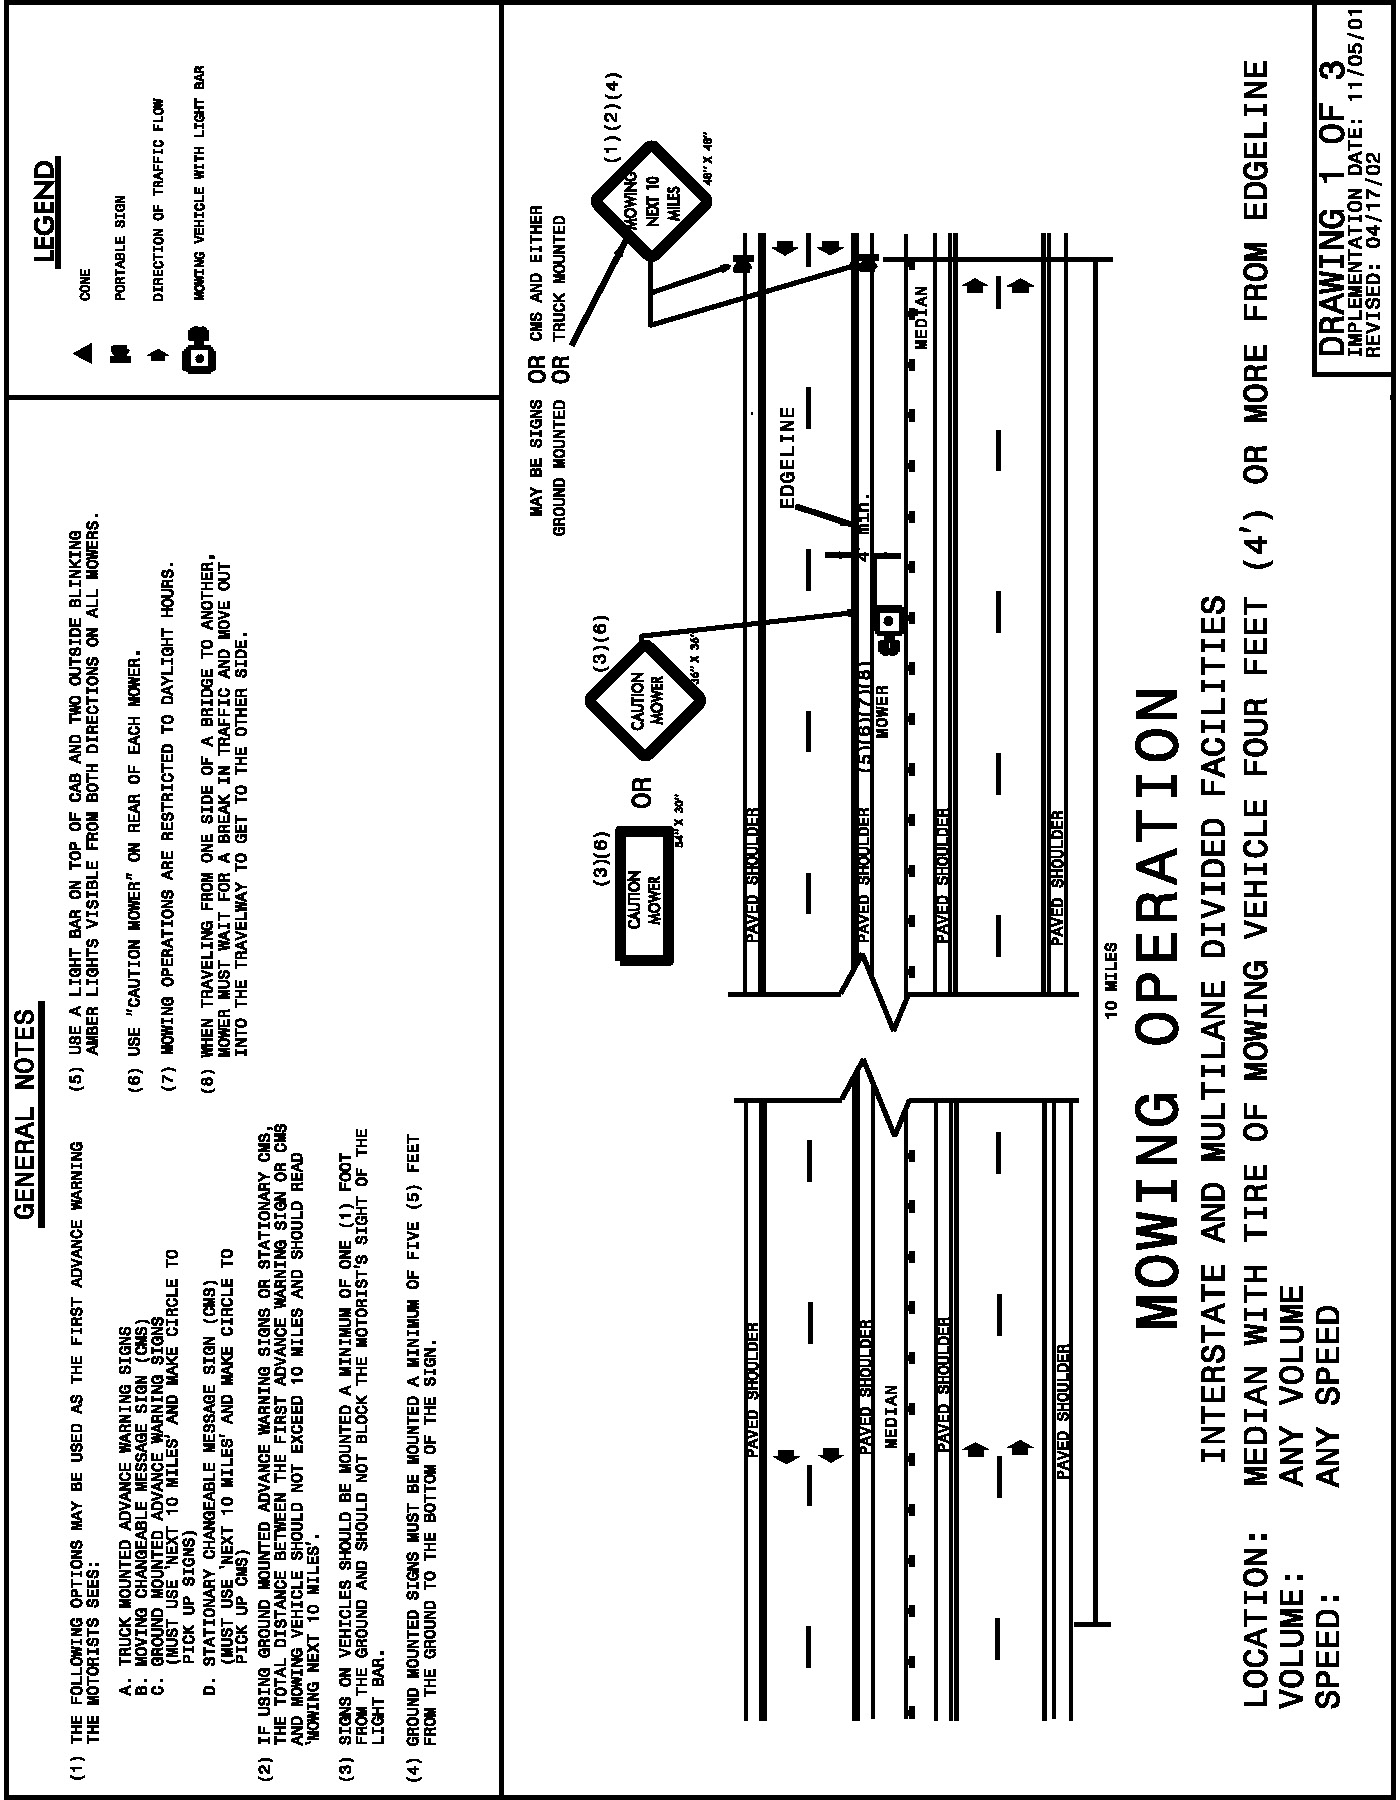 GENERAL NOTES
(1) THE FOLLOWING OPTIONS MAY BE USED AS THE FIRST ADVANCE WARNING
THE MOTORISTS SEES:
A. TRUCK MOUNTED ADVANCE WARNING SIGNS
B. MOVING CHANGEABLE MESSAGE SIGN (CMS)
C. GROUND MOUNTED ADVANCE WARNING SIGNS
(MUST USE 'NEXT 10 MILES' AND MAKE CIRCLE TO
PICK UP SIGNS)
D. STATIONARY CHANGEABLE MESSAGE SIGN (CMS)
(MUST USE 'NEXT 10 MILES' AND MAKE CIRCLE TO
PICK UP CMS)
(2) IF USING GROUND MOUNTED ADVANCE WARNING SIGNS OR STATIONARY CMS,
THE TOTAL DISTANCE BETWEEN THE FIRST ADVANCE WARNING SIGN OR CMS
AND MOWING VEHICLE SHOULD NOT EXCEED 10 MILES AND SHOULD READ
'MOWING NEXT 10 MILES'.
(3) SIGNS ON VEHICLES SHOULD BE MOUNTED A MINIMUM OF ONE (1) FOOT
FROM THE GROUND AND SHOULD NOT BLOCK THE MOTORIST'S SIGHT OF THE
LIGHT BAR.
(4) GROUND MOUNTED SIGNS MUST BE MOUNTED A MINIMUM OF FIVE (5) FEET
FROM THE GROUND TO THE BOTTOM OF THE SIGN.
(5) USE A LIGHT BAR ON TOP OF CAB AND TWO OUTSIDE BLINKING
AMBER LIGHTS VISIBLE FROM BOTH DIRECTIONS ON ALL MOWERS.
(6) USE "CAUTION MOWER" ON REAR OF EACH MOWER.
(7) MOWING OPERATIONS ARE RESTRICTED TO DAYLIGHT HOURS.
(8) WHEN TRAVELING FROM ONE SIDE OF A BRIDGE TO ANOTHER,
MOWER MUST WAIT FOR A BREAK IN TRAFFIC AND MOVE OUT
INTO THE TRAVELWAY TO GET TO THE OTHER SIDE.
LEGEND
CONE
PORTABLE SIGN
DIRECTION OF TRAFFIC FLOW
MOWING VEHICLE WITH LIGHT BAR
MAY BE SIGNS OR CMS AND EITHER
GROUND MOUNTED OR TRUCK MOUNTED
(3)(6)
CAUTION
MOWER
54" X 30"
OR
(3)(6)
CAUTION
MOWER
36" X 36"
(1)(2)(4)
MOWING
NEXT 10
MILES
48" X 48"
EDGELINE
4' min.
(5)(6)(7)(8)
MOWER
MEDIAN
PAVED SHOULDER
PAVED SHOULDER
PAVED SHOULDER
PAVED SHOULDER
PAVED SHOULDER
PAVED SHOULDER
MEDIAN
PAVED SHOULDER
PAVED SHOULDER
10 MILES
MOWING OPERATION
INTERSTATE AND MULTILANE DIVIDED FACILITIES
LOCATION: MEDIAN WITH TIRE OF MOWING VEHICLE FOUR FEET (4') OR MORE FROM EDGELINE
VOLUME: ANY VOLUME
SPEED: ANY SPEED
DRAWING 1 OF 3
IMPLEMENTATION DATE: 11/05/01
REVISED: 04/17/02